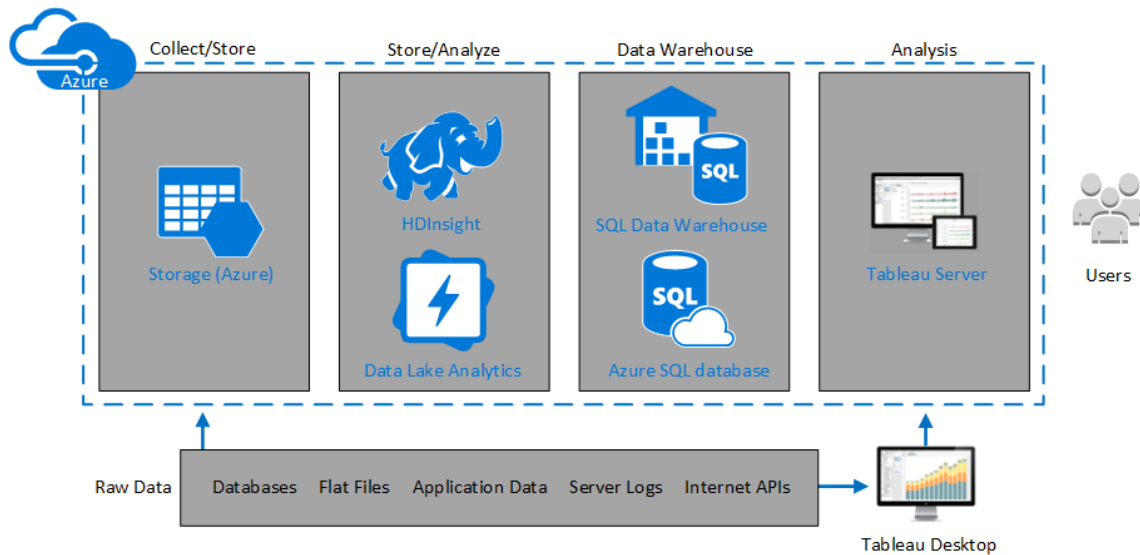 Azure
Collect/Store
Store/Analyze
Data Warehouse
Analysis
Storage (Azure)
HDInsight
Data Lake Analytics
SQL
SQL Data Warehouse
SQL
Azure SQL database
Tableau Server
Users
Raw Data
Databases
Flat Files
Application Data
Server Logs
Internet APIs
Tableau Desktop